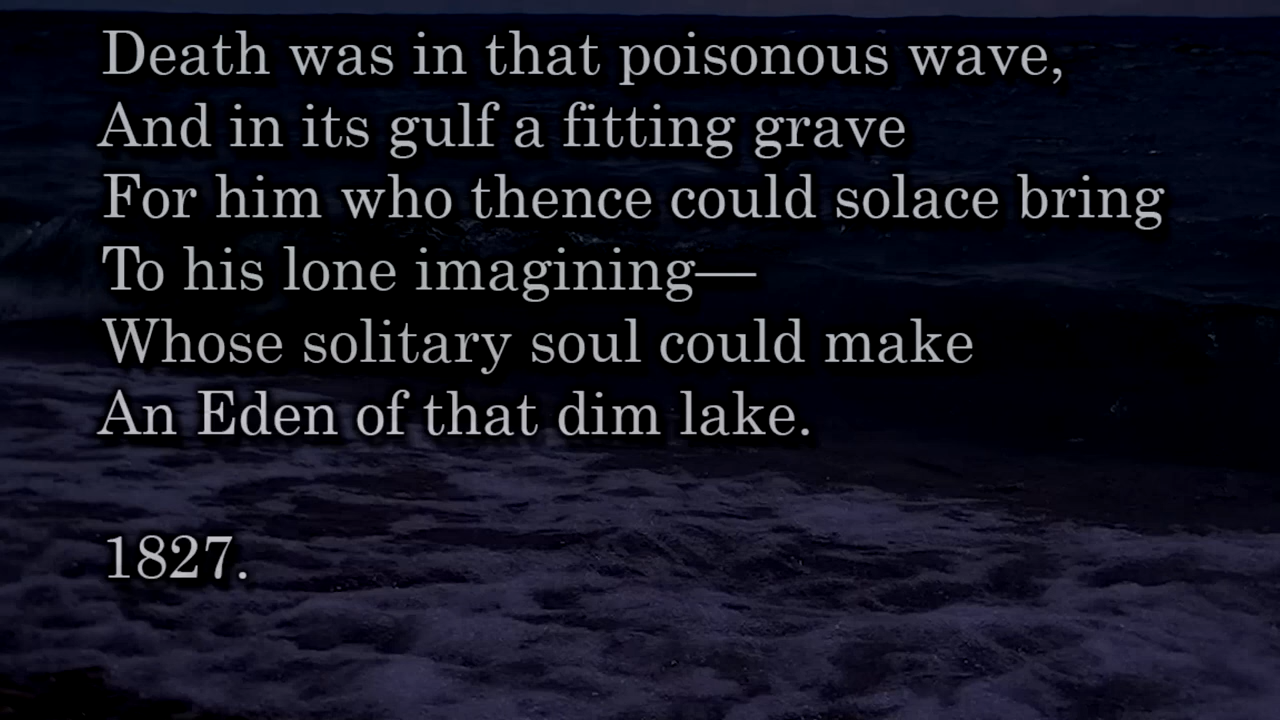 Death was in that poisonous wave,
And in its gulf a fitting grave
For him who thence could solace bring
To his lone imagining—
Whose solitary soul could make
An Eden of that dim lake.
1827.